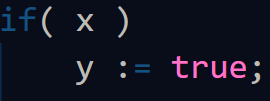 if( x )
    y := true;